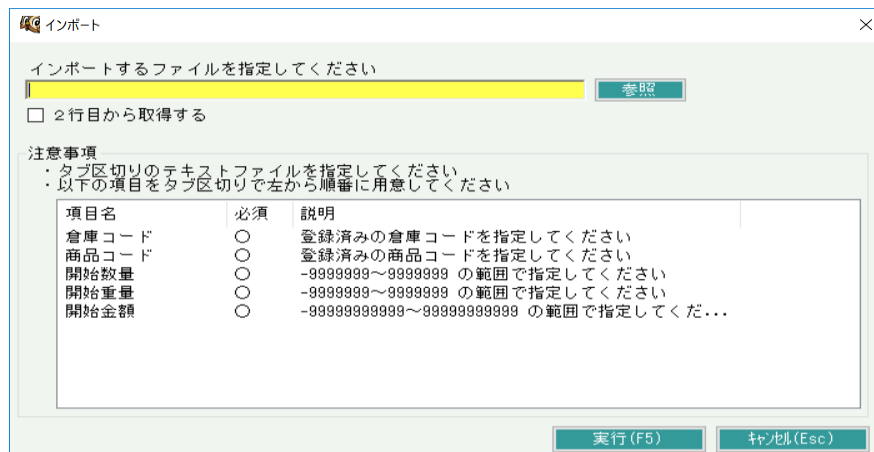 インポート
インポートするファイルを指定してください
参照
２行目から取得する
注意事項
・タブ区切りのテキストファイルを指定してください
・以下の項目をタブ区切りで左から順番に用意してください
項目名 必須 説明
倉庫コード ○ 登録済みの倉庫コードを指定してください
商品コード ○ 登録済みの商品コードを指定してください
開始数量 ○ -9999999～9999999 の範囲で指定してください
開始重量 ○ -9999999～9999999 の範囲で指定してください
開始金額 ○ -99999999999～99999999999 の範囲で指定してくだ...
実行(F5) ｷｬﾝｾﾙ(Esc)